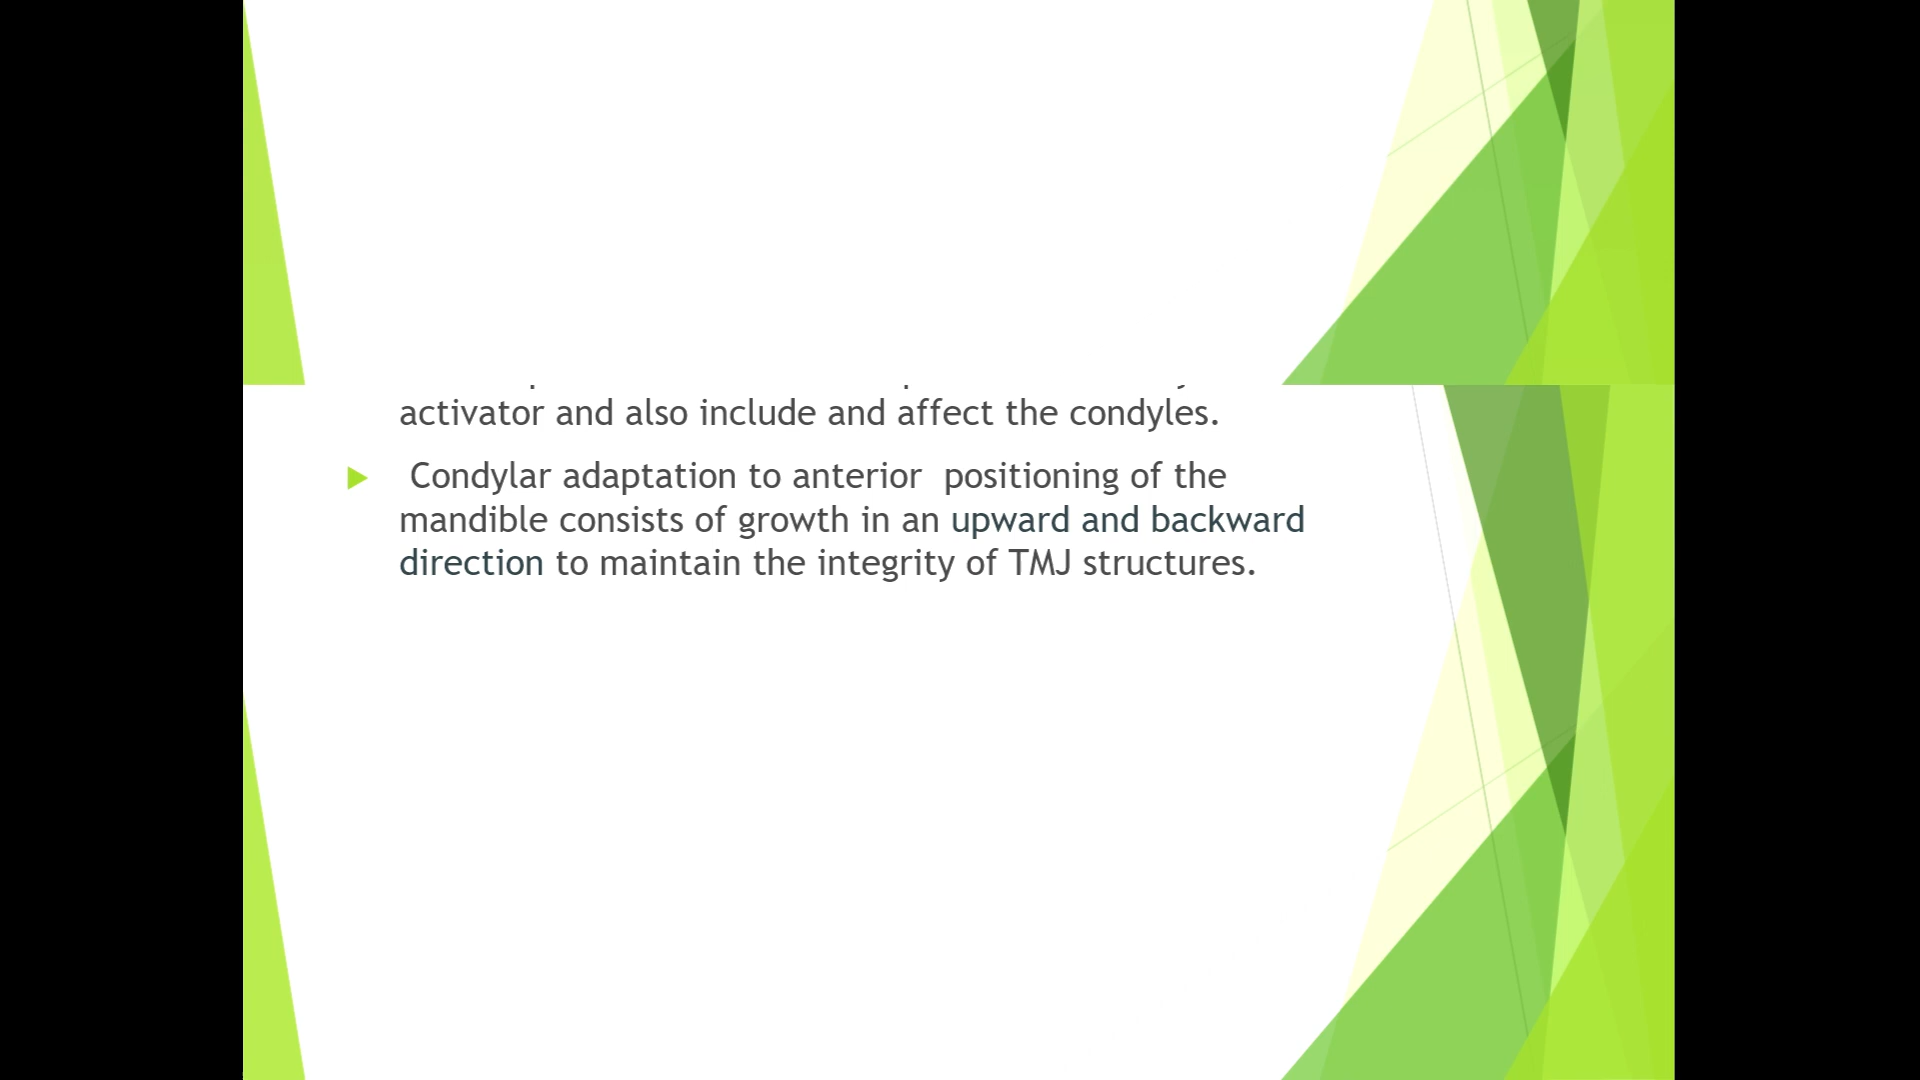 activator and also include and affect the condyles.
Condylar adaptation to anterior  positioning of the
mandible consists of growth in an upward and backward
direction to maintain the integrity of TMJ structures.